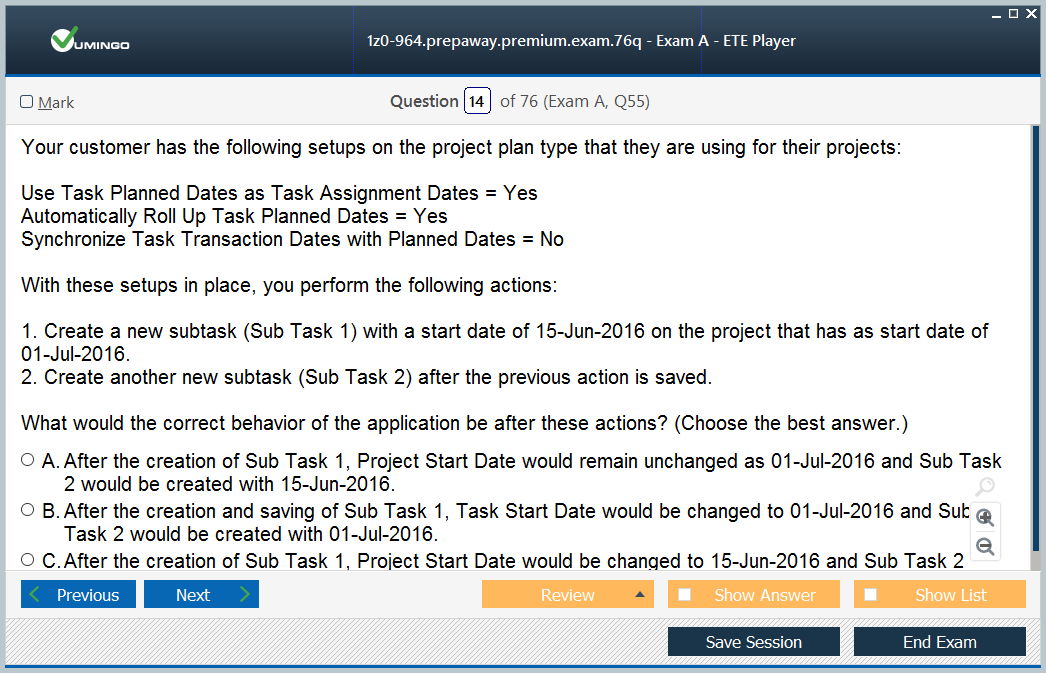 VUMINGO
1z0-964.prepaway.premium.exam.76q - Exam A - ETE Player
Mark
Question 14 of 76 (Exam A, Q55)
Your customer has the following setups on the project plan type that they are using for their projects:
Use Task Planned Dates as Task Assignment Dates = Yes
Automatically Roll Up Task Planned Dates = Yes
Synchronize Task Transaction Dates with Planned Dates = No
With these setups in place, you perform the following actions:
1. Create a new subtask (Sub Task 1) with a start date of 15-Jun-2016 on the project that has as start date of
01-Jul-2016.
2. Create another new subtask (Sub Task 2) after the previous action is saved.
What would the correct behavior of the application be after these actions? (Choose the best answer.)
A. After the creation of Sub Task 1, Project Start Date would remain unchanged as 01-Jul-2016 and Sub Task
2 would be created with 15-Jun-2016.
B. After the creation and saving of Sub Task 1, Task Start Date would be changed to 01-Jul-2016 and Sub
Task 2 would be created with 01-Jul-2016.
C. After the creation of Sub Task 1, Project Start Date would be changed to 15-Jun-2016 and Sub Task 2
Previous
Next
Review
Show Answer
Show List
Save Session
End Exam